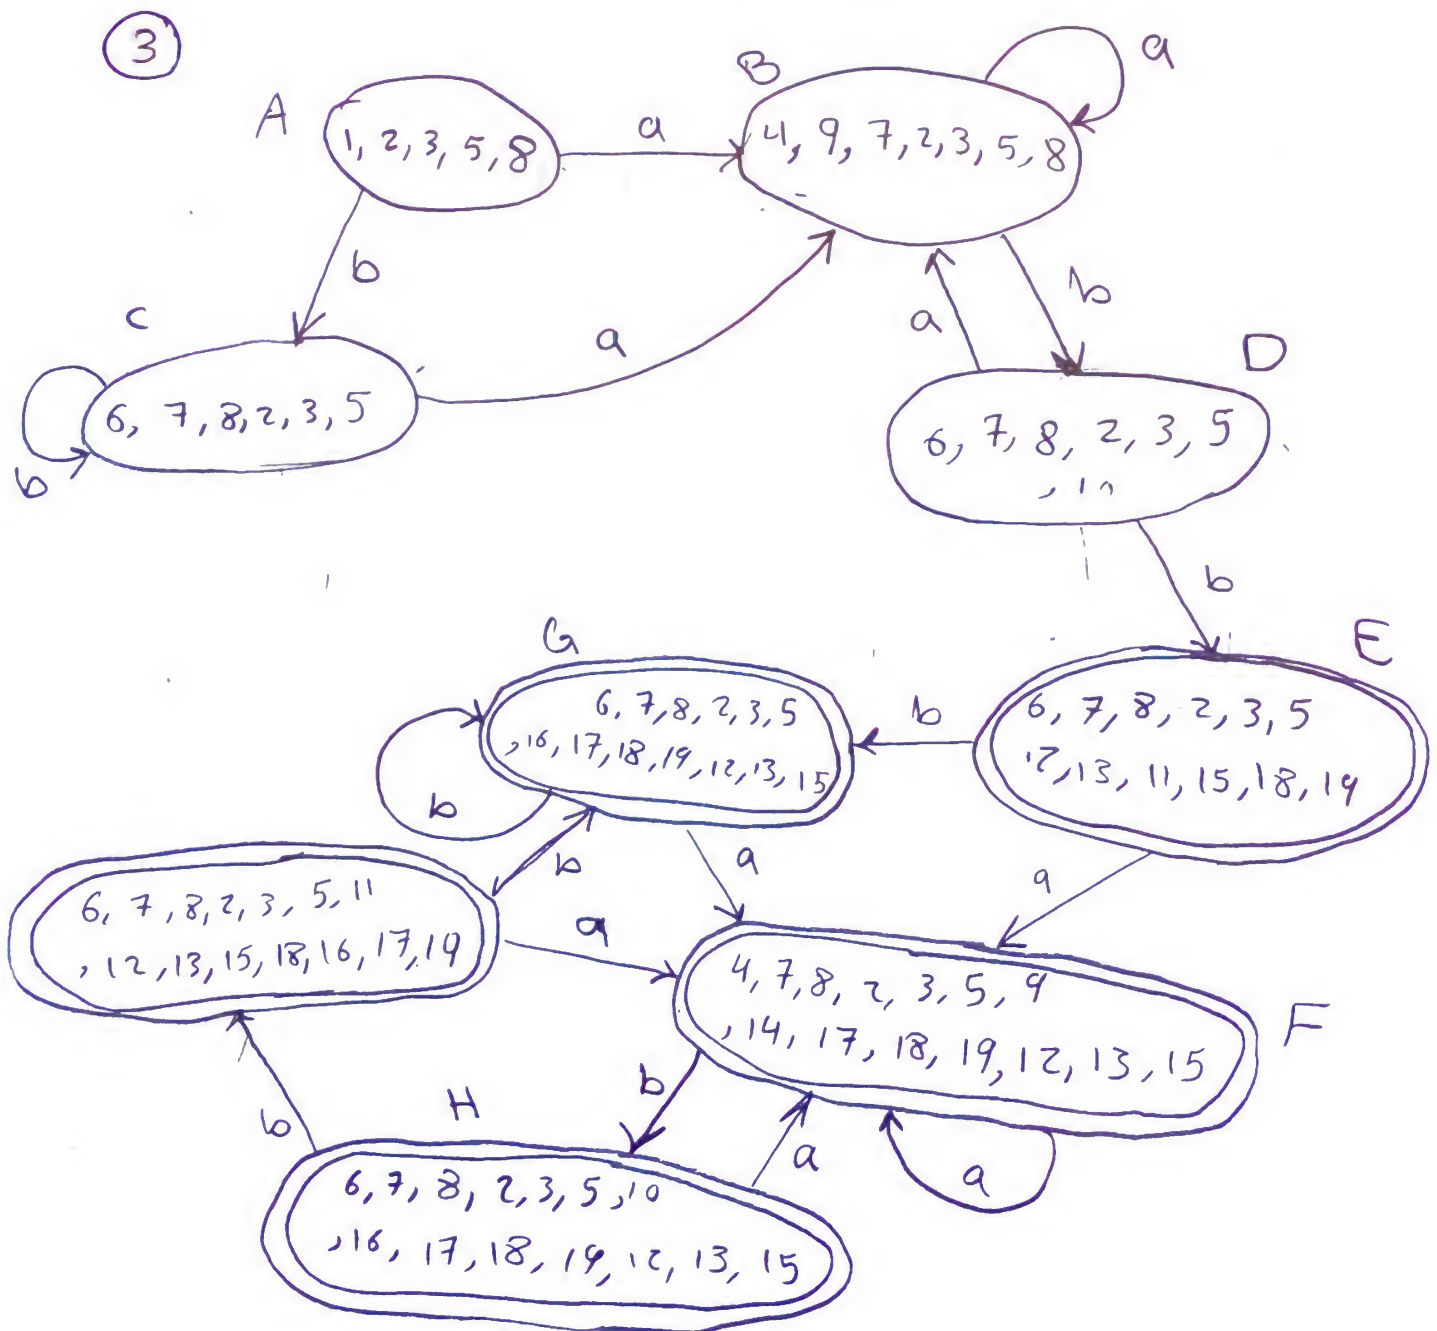 3
A
1, 2, 3, 5, 8
a
B
4, 9, 7, 2, 3, 5, 8
a
b
C
6, 7, 8, 2, 3, 5
b
a
a
b
D
6, 7, 8, 2, 3, 5
b
G
6, 7, 8, 2, 3, 5
, 16, 17, 18, 19, 12, 13, 15
b
b
E
6, 7, 8, 2, 3, 5
12, 13, 11, 15, 18, 19
b
a
a
6, 7, 8, 2, 3, 5, 11
, 12, 13, 15, 18, 16, 17, 19
a
F
4, 7, 8, 2, 3, 5, 9
, 14, 17, 18, 19, 12, 13, 15
b
b
a
a
H
6, 7, 8, 2, 3, 5, 10
, 16, 17, 18, 19, 12, 13, 15